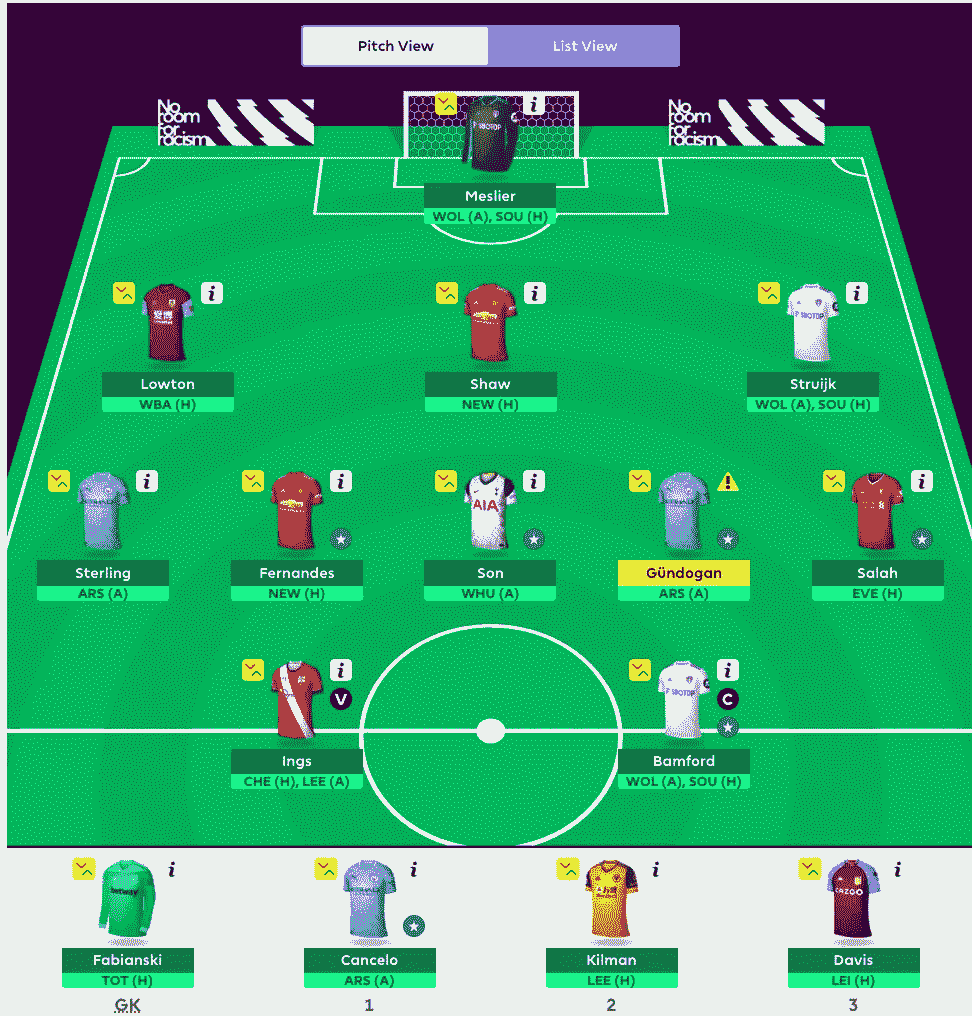 Pitch View
List View
No room for racism
No room for racism
Meslier
WOL (A), SOU (H)
Lowton
WBA (H)
Shaw
NEW (H)
Struijk
WOL (A), SOU (H)
AIA
Sterling
ARS (A)
Fernandes
NEW (H)
Son
WHU (A)
Gündogan
ARS (A)
Salah
EVE (H)
V
C
Ings
CHE (H), LEE (A)
Bamford
WOL (A), SOU (H)
betway
CAZOO
Fabianski
TOT (H)
Cancelo
ARS (A)
Kilman
LEE (H)
Davis
LEI (H)
GK
1
2
3